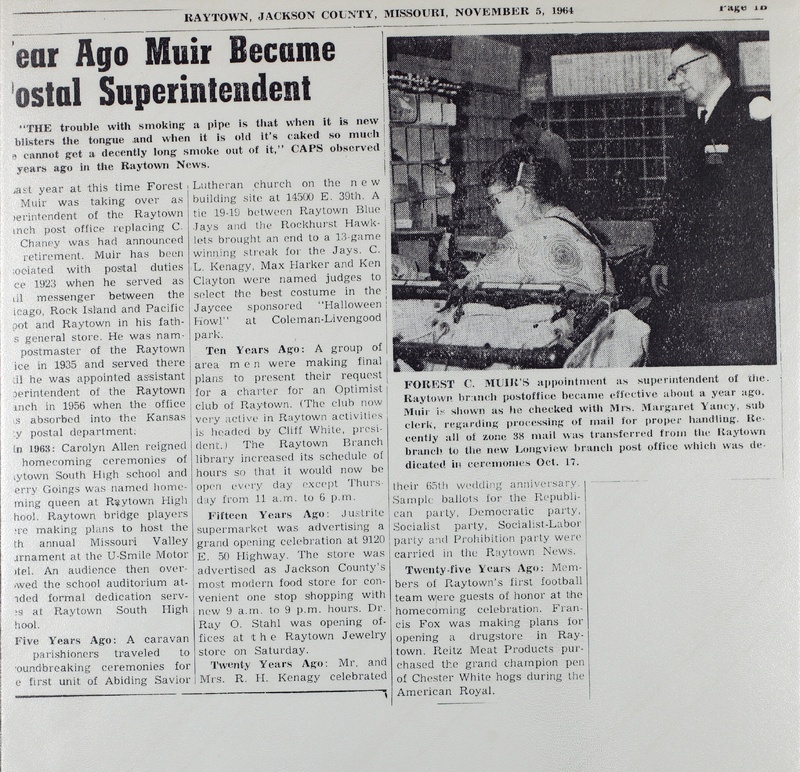 RAYTOWN, JACKSON COUNTY, MISSOURI, NOVEMBER 5, 1964
Page 1B
ear Ago Muir Became
ostal Superintendent
"THE trouble with smoking a pipe is that when it is new
blisters the tongue and when it is old it's caked so much
e cannot get a decently long smoke out of it," CAPS observed
years ago in the Raytown News.
ast year at this time Forest
Muir was taking over as
erintendent of the Raytown
nch post office replacing C.
Chaney was had announced
retirement. Muir has been
ociated with postal duties
ce 1923 when he served as
il messenger between the
icago, Rock Island and Pacific
pot and Raytown in his fath-
s general store. He was nam-
postmaster of the Raytown
ice in 1935 and served there
il he was appointed assistant
perintendent of the Raytown
anch in 1956 when the office
s absorbed into the Kansas
y postal department.
in 1963: Carolyn Allen reigned
homecoming ceremonies of
aytown South High school and
erry Goings was named home-
ming queen at Raytown High
hool. Raytown bridge players
re making plans to host the
th annual Missouri Valley
urnament at the U-Smile Motor
otel. An audience then over-
owed the school auditorium at-
nded formal dedication serv-
es at Raytown South High
hool.
Five Years Ago: A caravan
parishioners traveled to
oundbreaking ceremonies for
e first unit of Abiding Savior
Lutheran church on the new
building site at 14500 E. 39th. A
tie 19-19 between Raytown Blue
Jays and the Rockhurst Hawk-
lets brought an end to a 13-game
winning streak for the Jays. C.
L. Kenagy, Max Harker and Ken
Clayton were named judges to
select the best costume in the
Jaycee sponsored "Halloween
Howl" at Coleman-Livengood
park.
Ten Years Ago: A group of
area men were making final
plans to present their request
for a charter for an Optimist
club of Raytown. (The club now
very active in Raytown activities
is headed by Cliff White, presi-
dent.) The Raytown Branch
library increased its schedule of
hours so that it would now be
open every day except Thurs-
day from 11 a.m. to 6 p.m.
Fifteen Years Ago: Justrite
supermarket was advertising a
grand opening celebration at 9120
E. 50 Highway. The store was
advertised as Jackson County's
most modern food store for con-
venient one stop shopping with
new 9 a.m. to 9 p.m. hours. Dr.
Ray O. Stahl was opening of-
fices at the Raytown Jewelry
store on Saturday.
Twenty Years Ago: Mr. and
Mrs. R. H. Kenagy celebrated
FOREST C. MUIR'S appointment as superintendent of the
Raytown branch postoffice became effective about a year ago.
Muir is shown as he checked with Mrs. Margaret Yancy, sub
clerk, regarding processing of mail for proper handling. Re-
cently all of zone 38 mail was transferred from the Raytown
branch to the new Longview branch post office which was de-
dicated in ceremonies Oct. 17.
their 65th wedding anniversary.
Sample ballots for the Republi-
can party, Democratic party,
Socialist party, Socialist-Labor
party and Prohibition party were
carried in the Raytown News.
Twenty-five Years Ago: Mem-
bers of Raytown's first football
team were guests of honor at the
homecoming celebration. Fran-
cis Fox was making plans for
opening a drugstore in Ray-
town. Reitz Meat Products pur-
chased the grand champion pen
of Chester White hogs during the
American Royal.